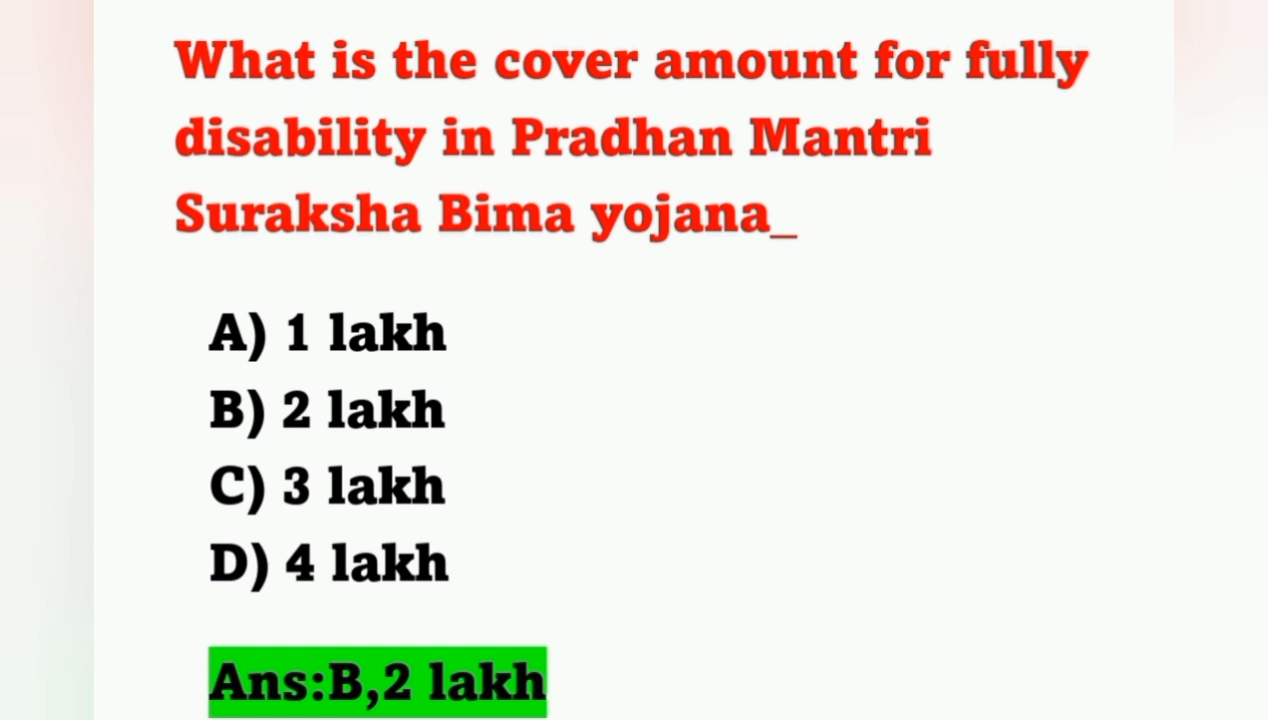 What is the cover amount for fully
disability in Pradhan Mantri
Suraksha Bima yojana_
A) 1 lakh
B) 2 lakh
C) 3 lakh
D) 4 lakh
Ans:B,2 lakh